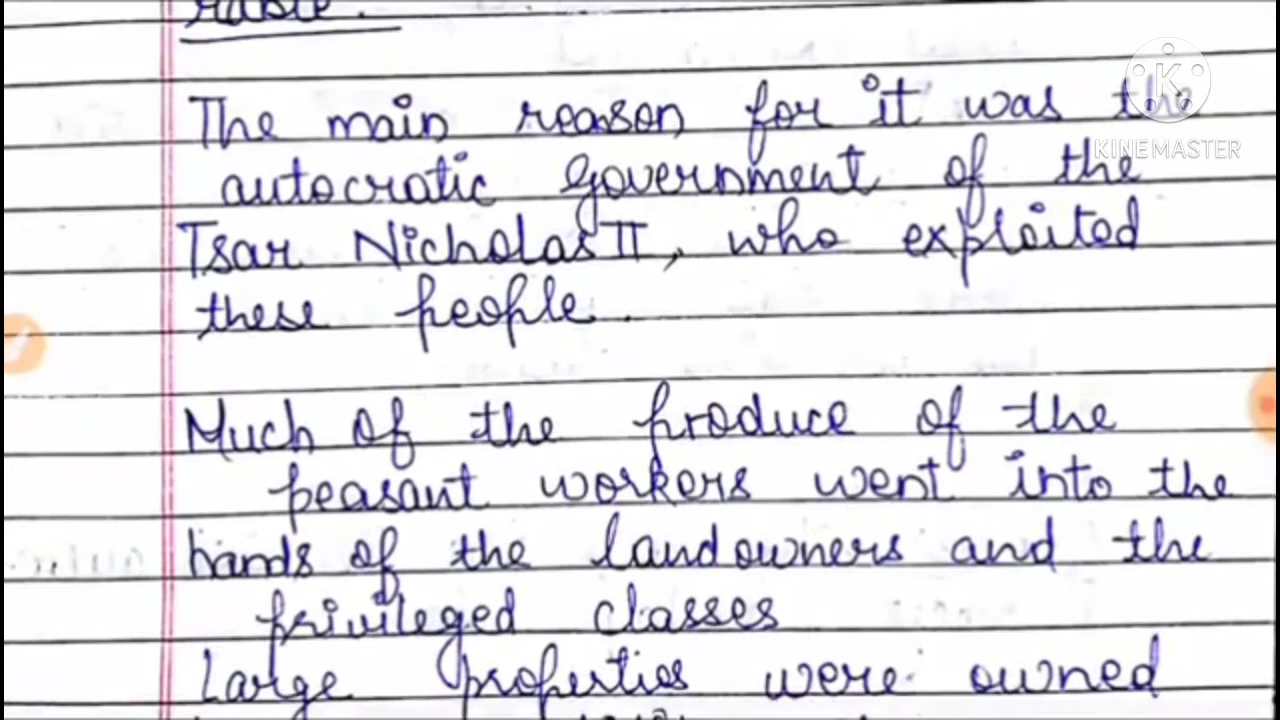 The main reason for it was the
autocratic government of the
Tsar Nicholas II, who exploited
these people.
Much of the produce of the
peasant workers went into the
hands of the landowners and the
privileged classes
Large properties were owned
KINEMASTER